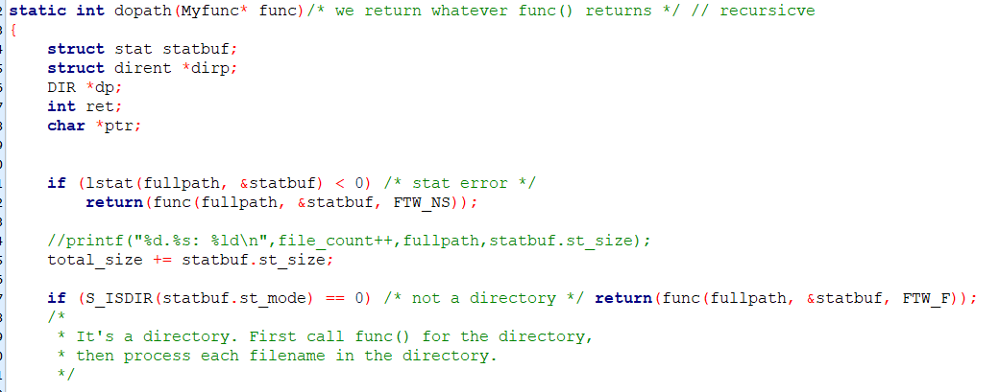 static int dopath(Myfunc* func)/* we return whatever func() returns */ // recursicve
{
    struct stat statbuf;
    struct dirent *dirp;
    DIR *dp;
    int ret;
    char *ptr;
    if (lstat(fullpath, &statbuf) < 0) /* stat error */
        return(func(fullpath, &statbuf, FTW_NS));
    //printf("%d.%s: %ld\n",file_count++,fullpath,statbuf.st_size);
    total_size += statbuf.st_size;
    if (S_ISDIR(statbuf.st_mode) == 0) /* not a directory */ return(func(fullpath, &statbuf, FTW_F));
    /*
     * It's a directory. First call func() for the directory,
     * then process each filename in the directory.
     */